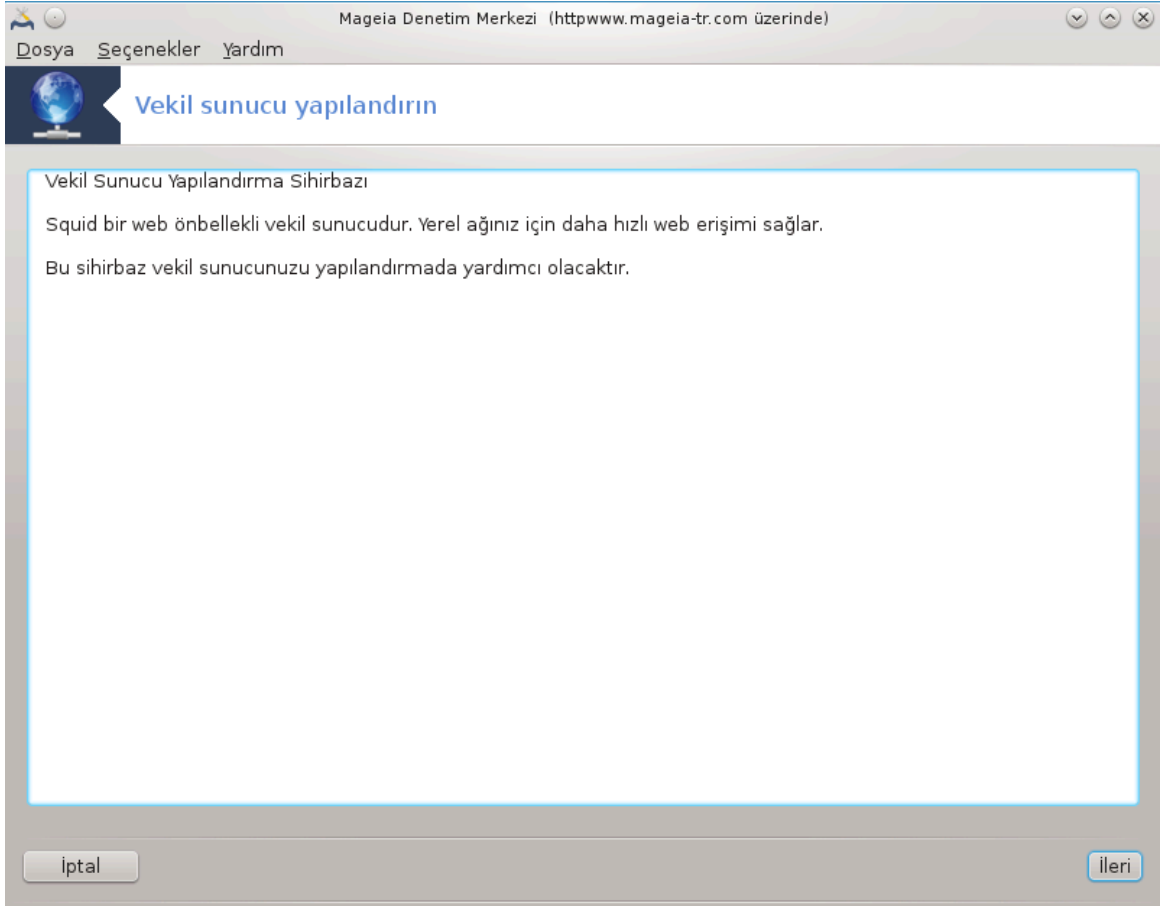 Mageia Denetim Merkezi (httpwww.mageia-tr.com üzerinde)
Dosya Seçenekler Yardım
Vekil sunucu yapılandırın
Vekil Sunucu Yapılandırma Sihirbazı
Squid bir web önbellekli vekil sunucudur. Yerel ağınız için daha hızlı web erişimi sağlar.
Bu sihirbaz vekil sunucunuzu yapılandırmada yardımcı olacaktır.
İptal
İleri